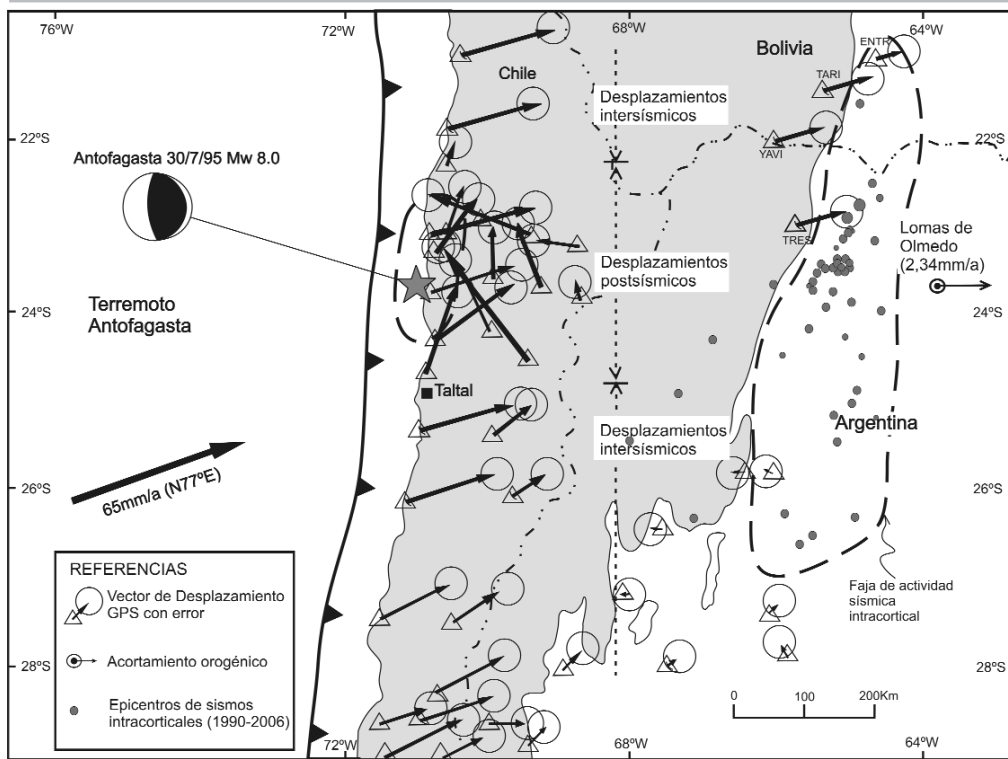 76ºW
72ºW
68ºW
64ºW
Bolivia
ENTR
Chile
TARI
Desplazamientos
intersísmicos
22ºS
22ºS
YAVI
Antofagasta 30/7/95 Mw 8.0
TRES
Lomas de
Olmedo
(2,34mm/a)
Desplazamientos
postsísmicos
Terremoto
Antofagasta
24ºS
24ºS
Taltal
Desplazamientos
intersísmicos
Argentina
65mm/a (N77ºE)
26ºS
26ºS
REFERENCIAS
Vector de Desplazamiento
GPS con error
Acortamiento orogénico
Epicentros de sismos
intracorticales (1990-2006)
Faja de actividad
sísmica
intracortical
28ºS
28ºS
0 100 200Km
72ºW
68ºW
64ºW